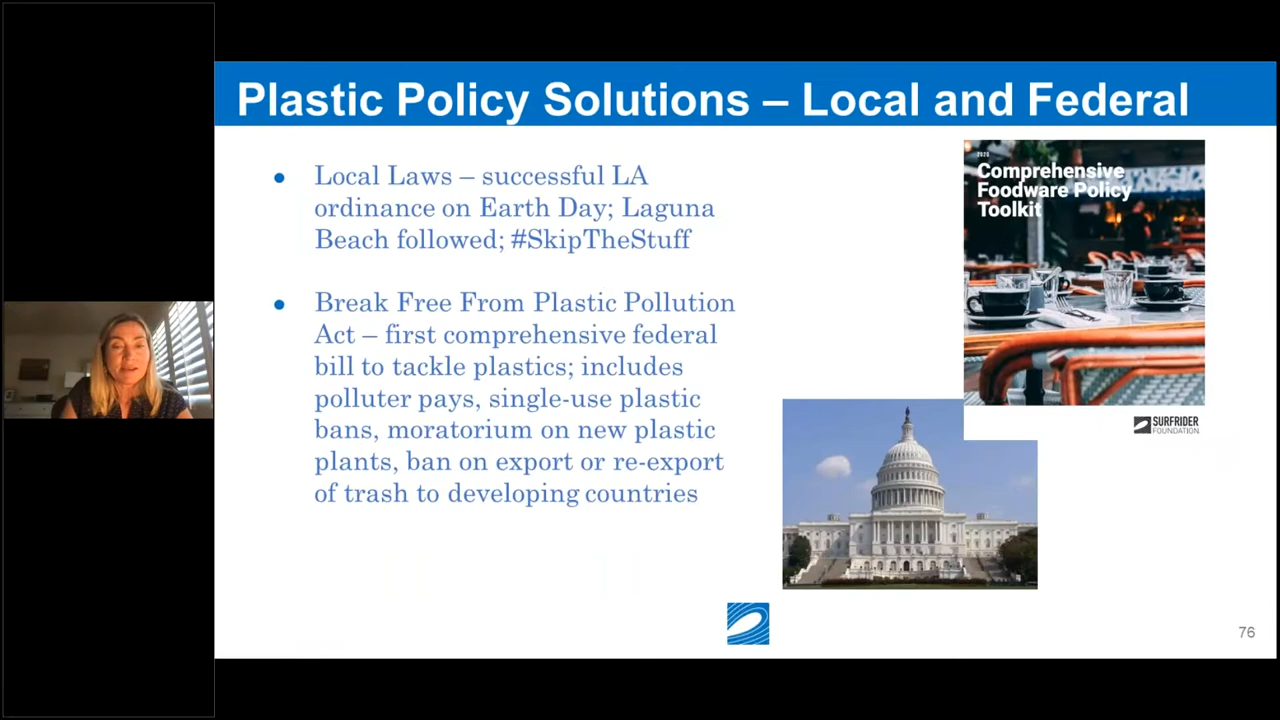 Plastic Policy Solutions – Local and Federal
● Local Laws – successful LA
ordinance on Earth Day; Laguna
Beach followed; #SkipTheStuff
● Break Free From Plastic Pollution
Act – first comprehensive federal
bill to tackle plastics; includes
polluter pays, single-use plastic
bans, moratorium on new plastic
plants, ban on export or re-export
of trash to developing countries
2020
Comprehensive
Foodware Policy
Toolkit
SURFRIDER
FOUNDATION
76